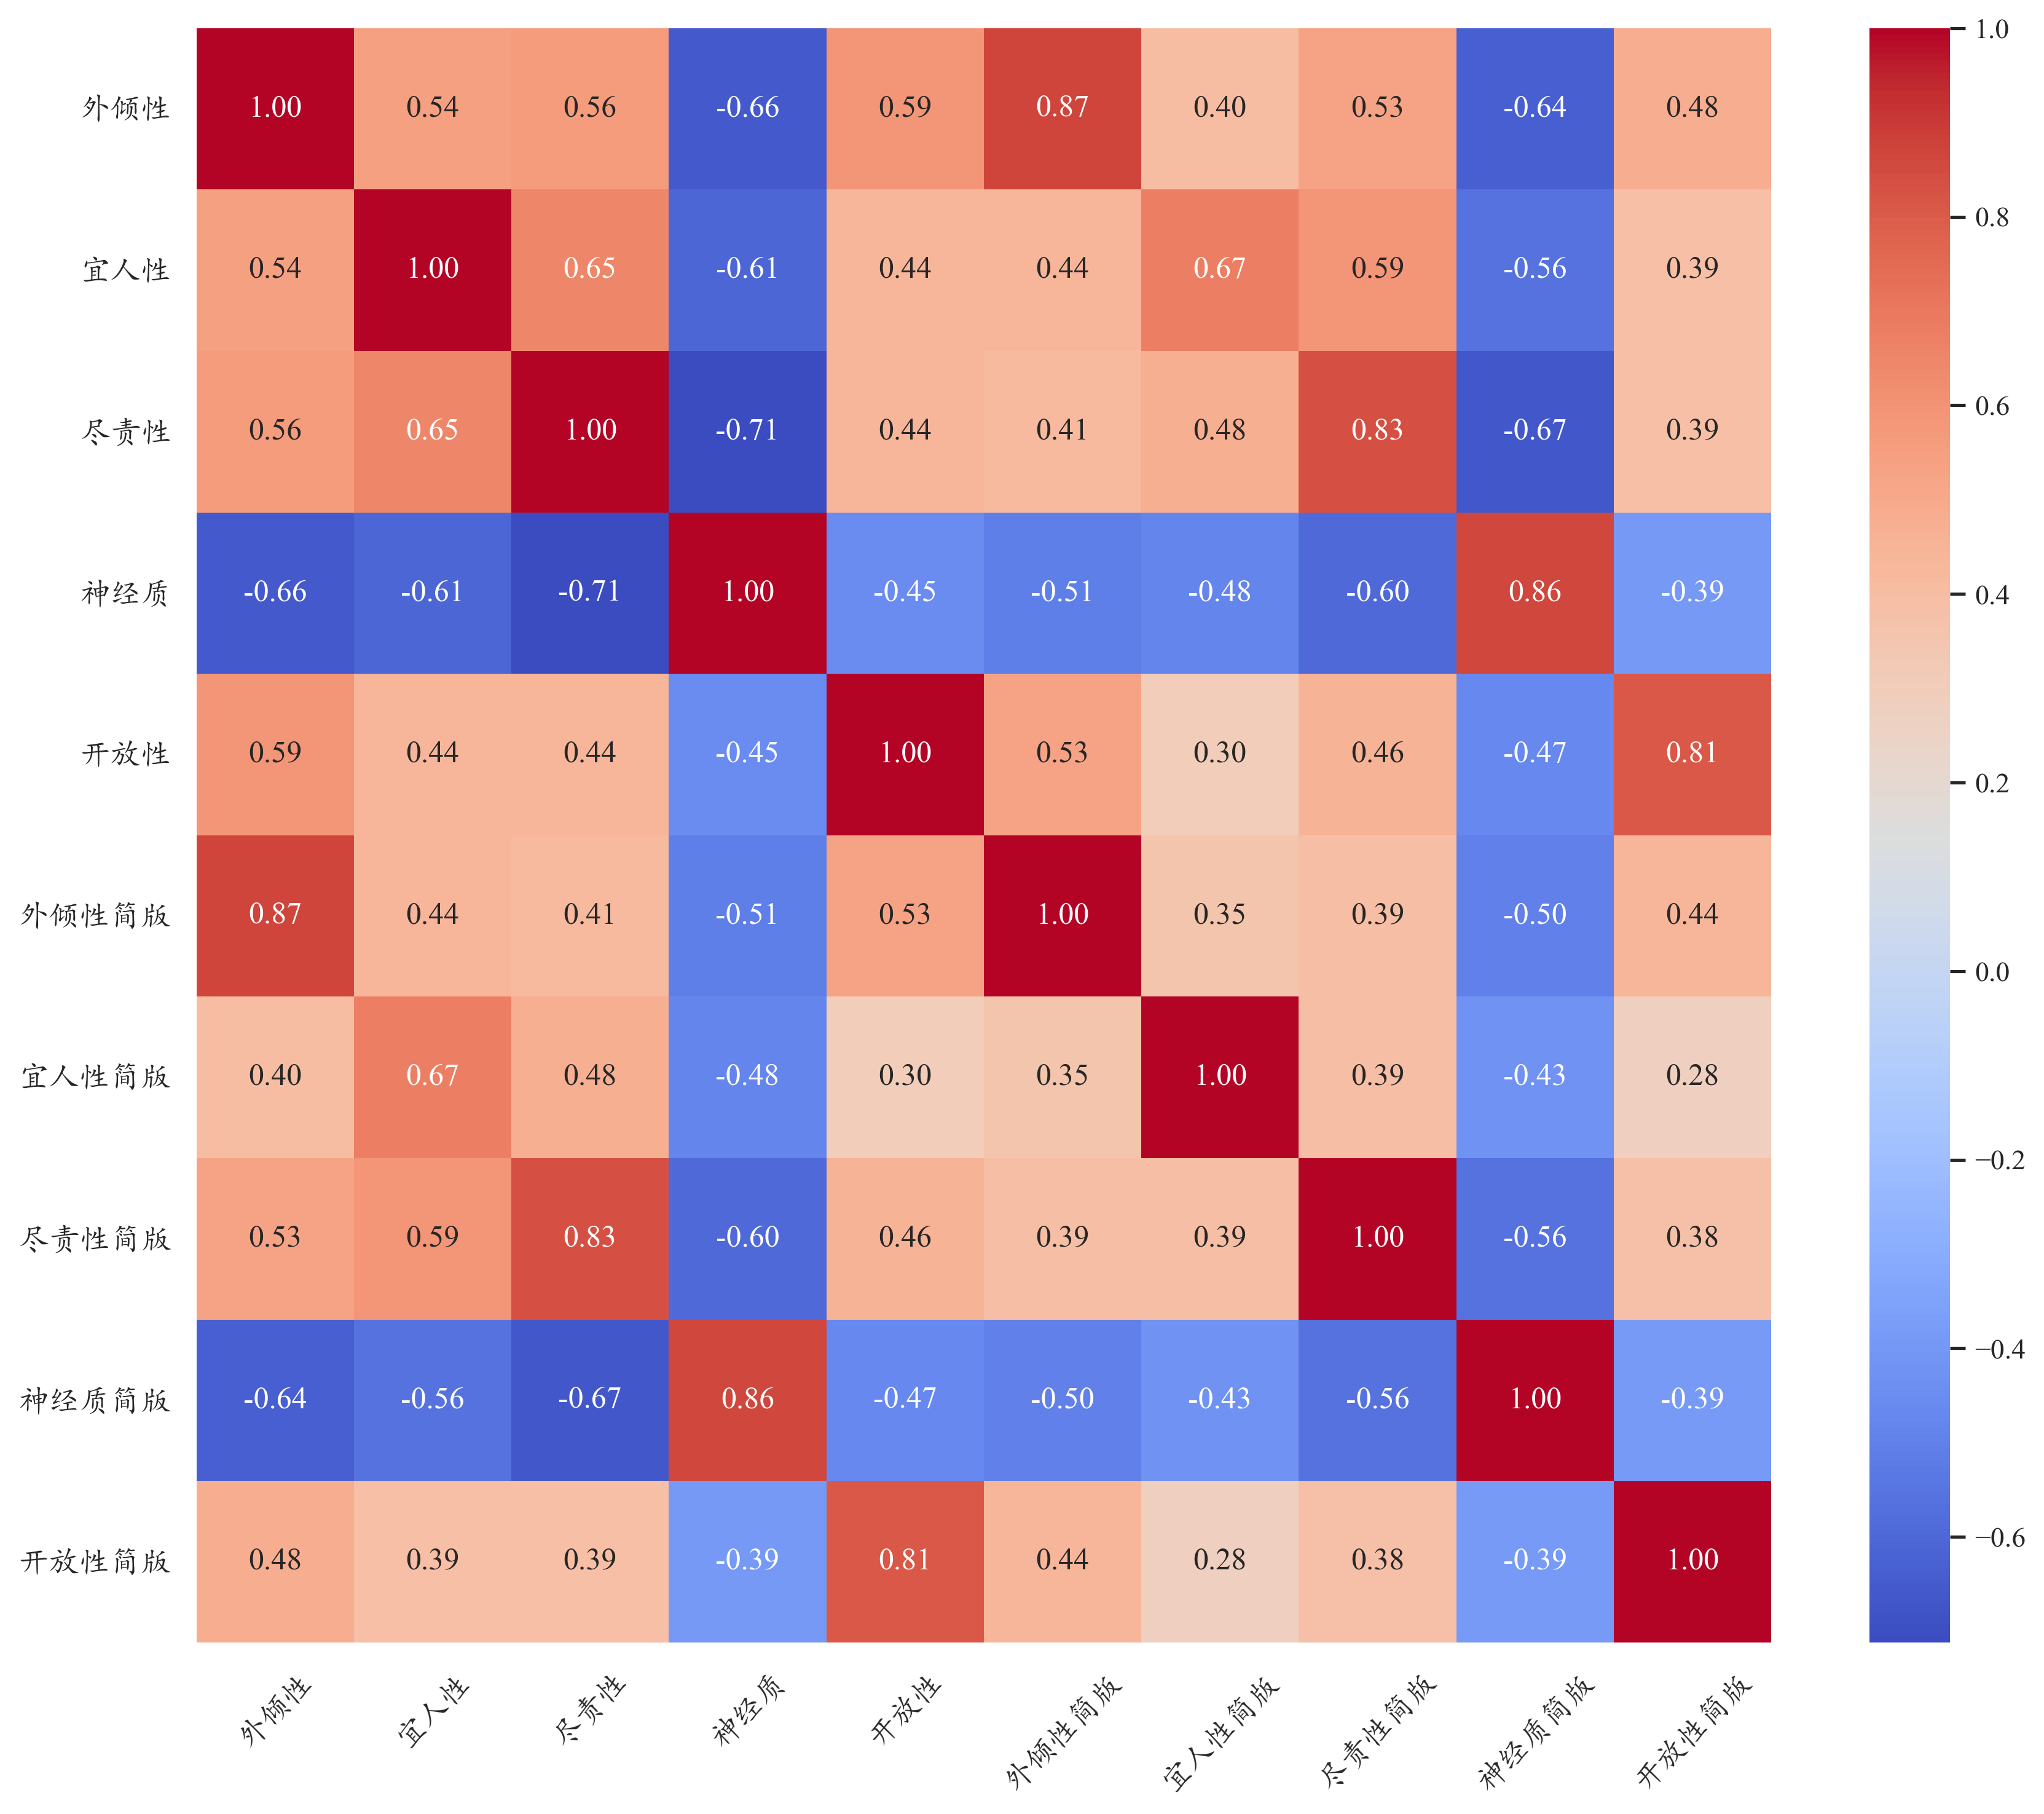 外倾性 1.00 0.54 0.56 -0.66 0.59 0.87 0.40 0.53 -0.64 0.48
宜人性 0.54 1.00 0.65 -0.61 0.44 0.44 0.67 0.59 -0.56 0.39
尽责性 0.56 0.65 1.00 -0.71 0.44 0.41 0.48 0.83 -0.67 0.39
神经质 -0.66 -0.61 -0.71 1.00 -0.45 -0.51 -0.48 -0.60 0.86 -0.39
开放性 0.59 0.44 0.44 -0.45 1.00 0.53 0.30 0.46 -0.47 0.81
外倾性简版 0.87 0.44 0.41 -0.51 0.53 1.00 0.35 0.39 -0.50 0.44
宜人性简版 0.40 0.67 0.48 -0.48 0.30 0.35 1.00 0.39 -0.43 0.28
尽责性简版 0.53 0.59 0.83 -0.60 0.46 0.39 0.39 1.00 -0.56 0.38
神经质简版 -0.64 -0.56 -0.67 0.86 -0.47 -0.50 -0.43 -0.56 1.00 -0.39
开放性简版 0.48 0.39 0.39 -0.39 0.81 0.44 0.28 0.38 -0.39 1.00
外倾性 宜人性 尽责性 神经质 开放性 外倾性简版 宜人性简版 尽责性简版 神经质简版 开放性简版
1.0
0.8
0.6
0.4
0.2
0.0
−0.2
−0.4
−0.6